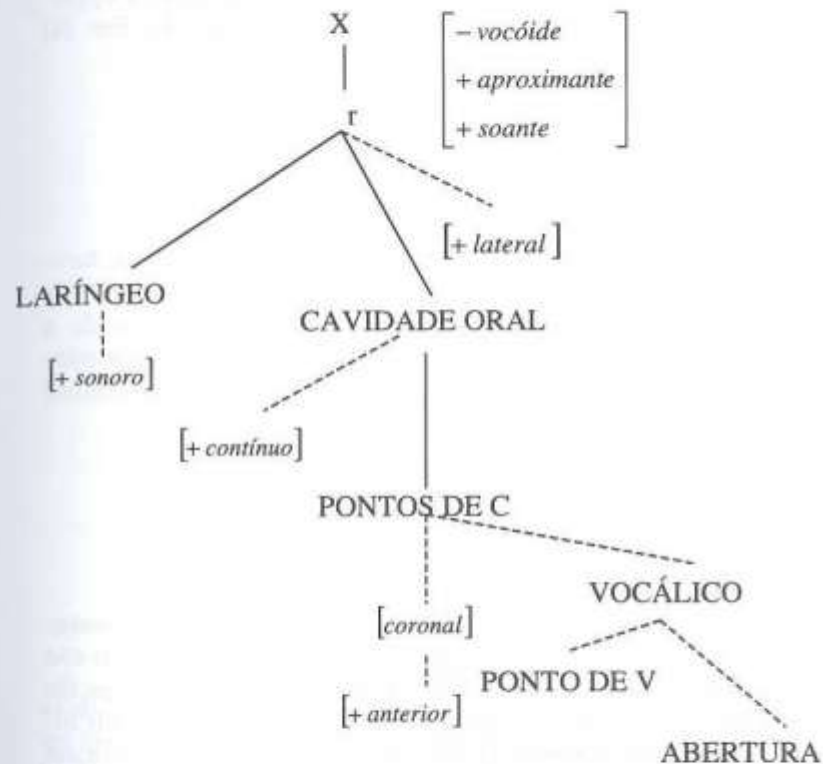 X
− vocóide
+ aproximante
+ soante
r
[+ lateral]
LARÍNGEO
CAVIDADE ORAL
[+ sonoro]
[+ contínuo]
PONTOS DE C
VOCÁLICO
[coronal]
PONTO DE V
[+ anterior]
ABERTURA